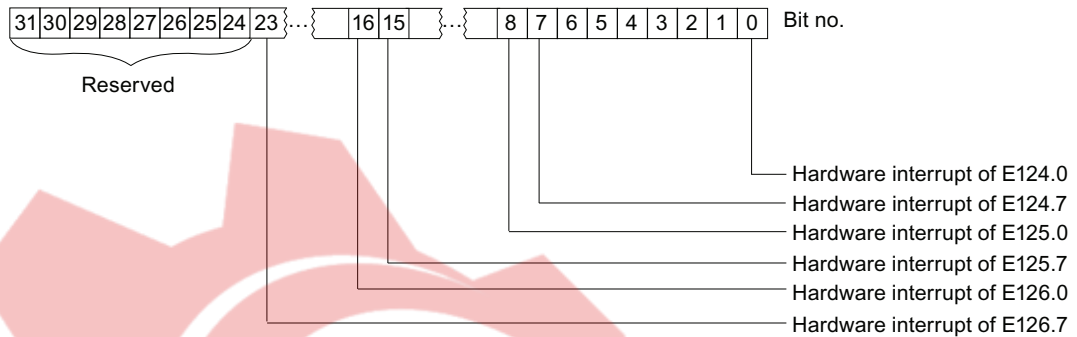 31 30 29 28 27 26 25 24 23 ... 16 15 ... 8 7 6 5 4 3 2 1 0 Bit no.
Reserved
Hardware interrupt of E124.0
Hardware interrupt of E124.7
Hardware interrupt of E125.0
Hardware interrupt of E125.7
Hardware interrupt of E126.0
Hardware interrupt of E126.7